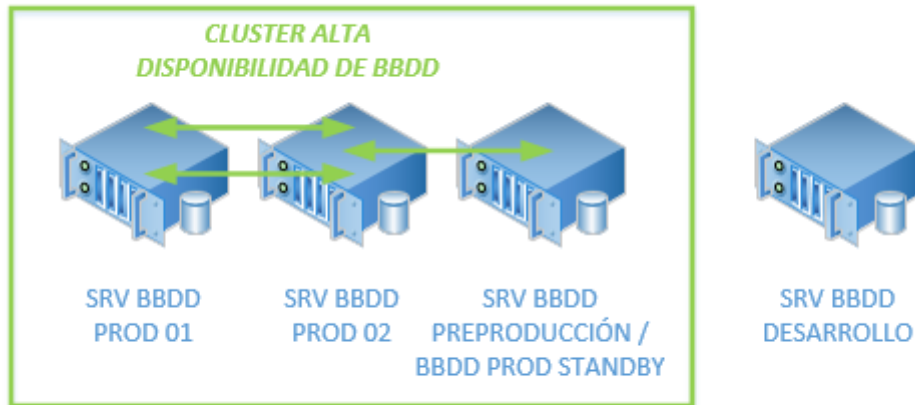 CLUSTER ALTA
DISPONIBILIDAD DE BBDD
SRV BBDD
PROD 01
SRV BBDD
PROD 02
SRV BBDD
PREPRODUCCIÓN /
BBDD PROD STANDBY
SRV BBDD
DESARROLLO